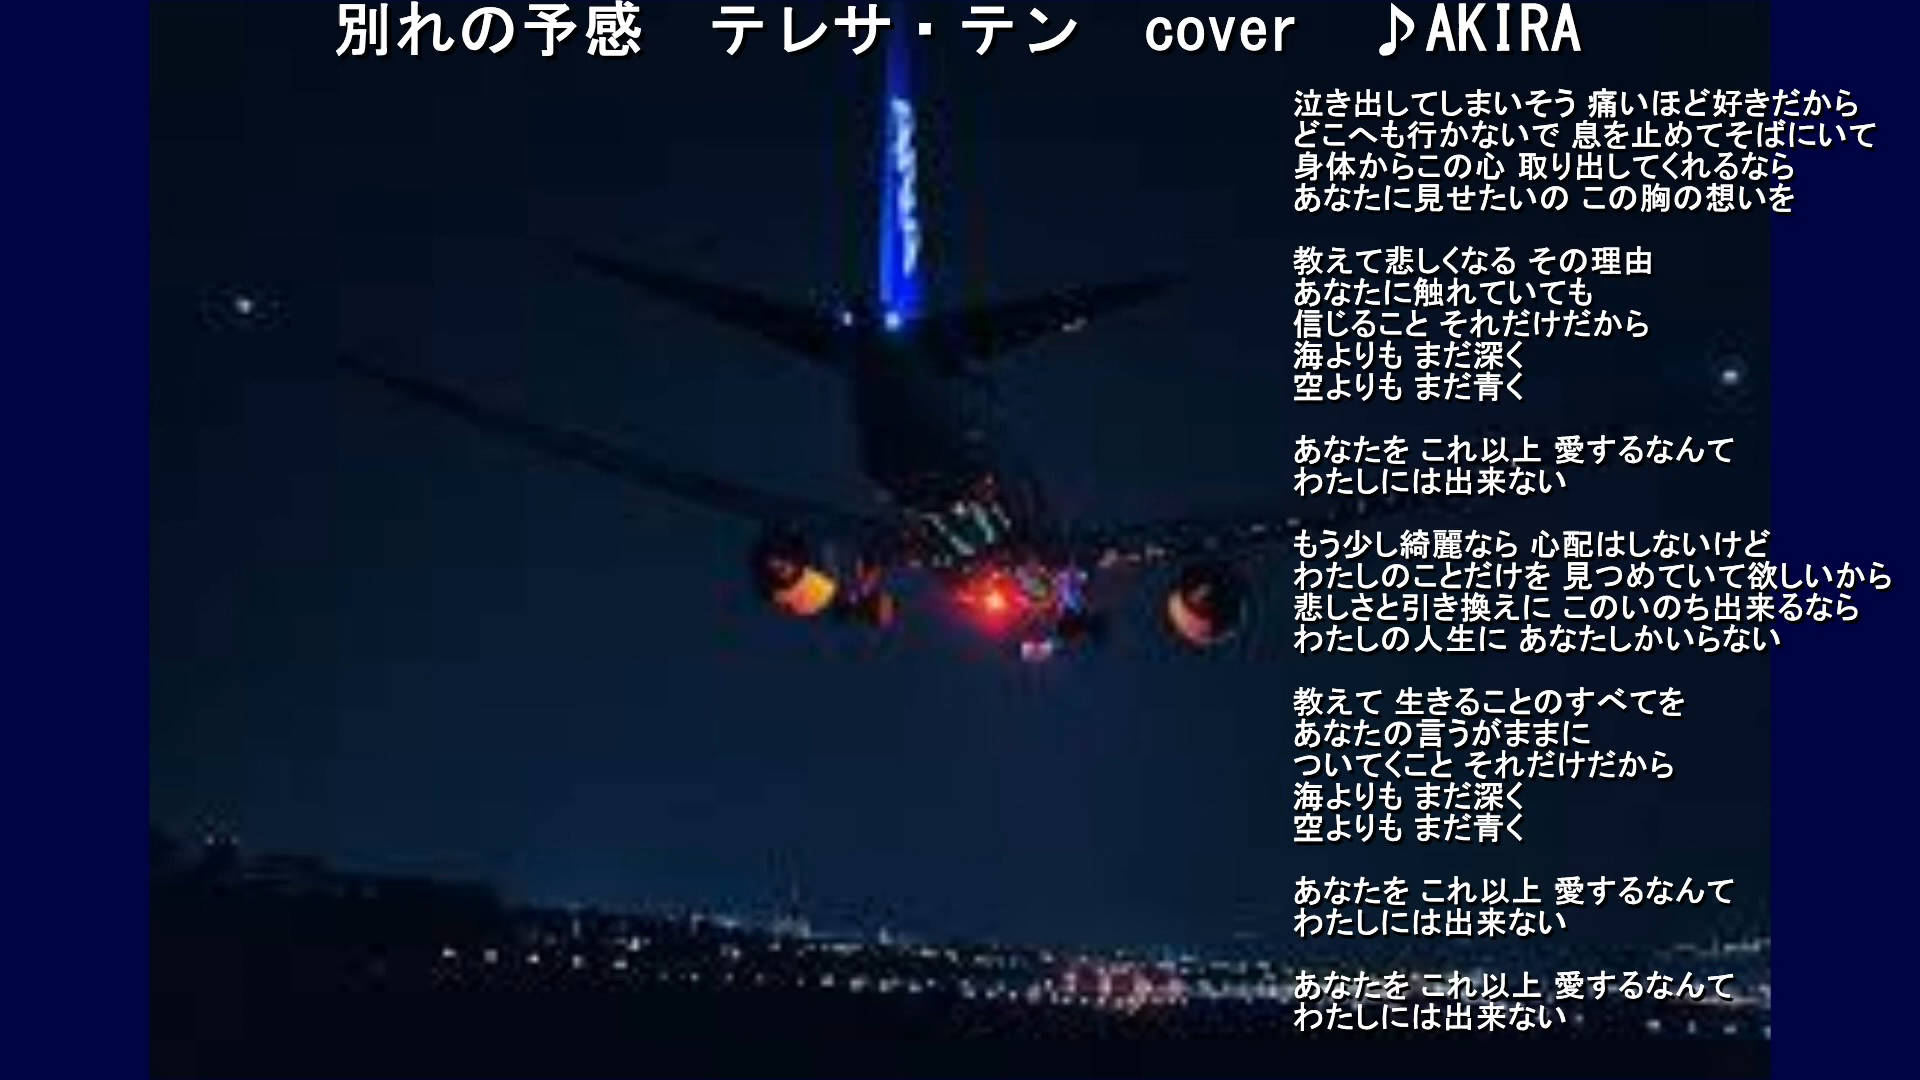 別れの予感　テレサ・テン　cover　♪AKIRA
泣き出してしまいそう 痛いほど好きだから
どこへも行かないで 息を止めてそばにいて
身体からこの心 取り出してくれるなら
あなたに見せたいの この胸の想いを
教えて悲しくなる その理由
あなたに触れていても
信じること それだけだから
海よりも まだ深く
空よりも まだ青く
あなたを これ以上 愛するなんて
わたしには出来ない
もう少し綺麗なら 心配はしないけど
わたしのことだけを 見つめていて欲しいから
悲しさと引き換えに このいのち出来るなら
わたしの人生に あなたしかいらない
教えて 生きることのすべてを
あなたの言うがままに
ついてくこと それだけだから
海よりも まだ深く
空よりも まだ青く
あなたを これ以上 愛するなんて
わたしには出来ない
あなたを これ以上 愛するなんて
わたしには出来ない